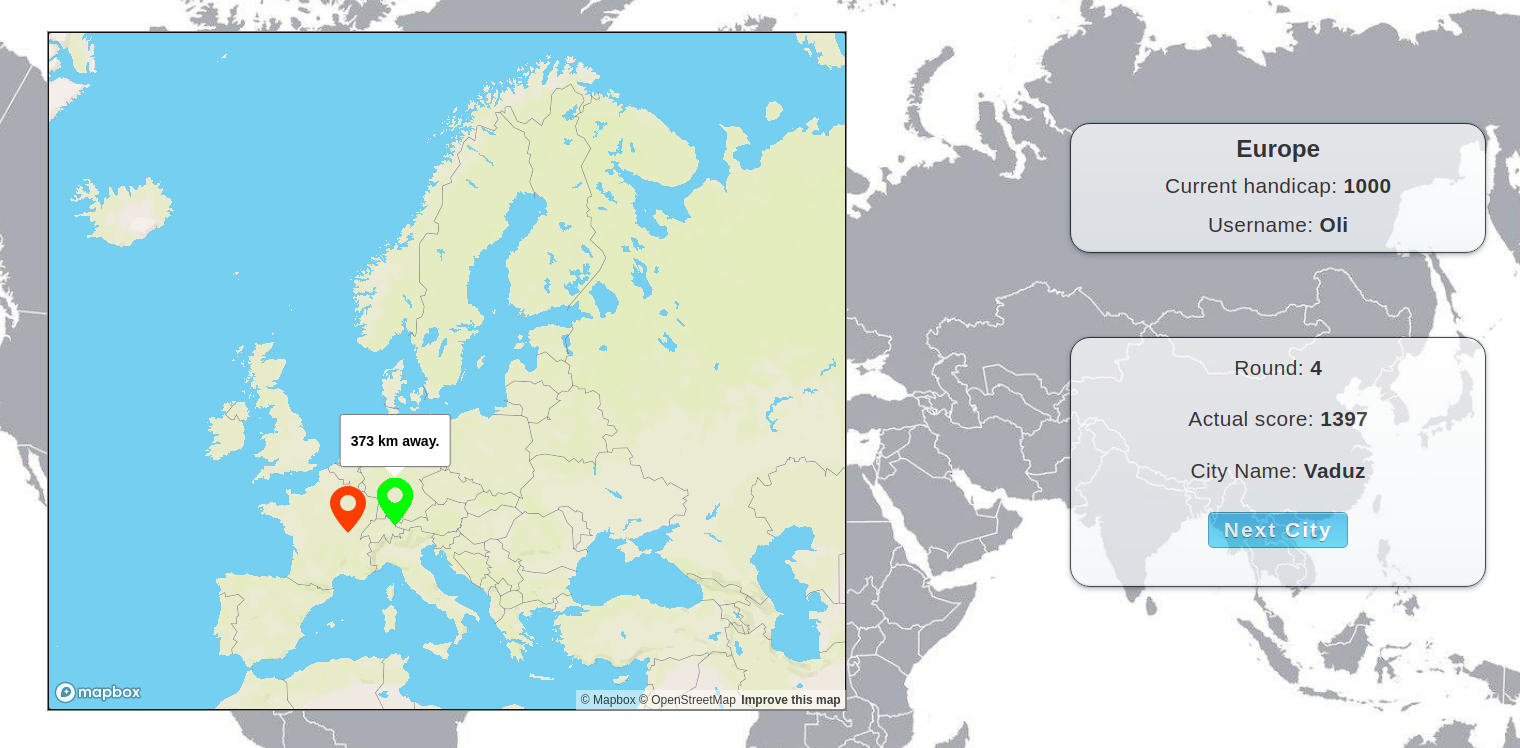 373 km away.
mapbox
© Mapbox © OpenStreetMap Improve this map
Europe
Current handicap: 1000
Username: Oli
Round: 4
Actual score: 1397
City Name: Vaduz
Next City